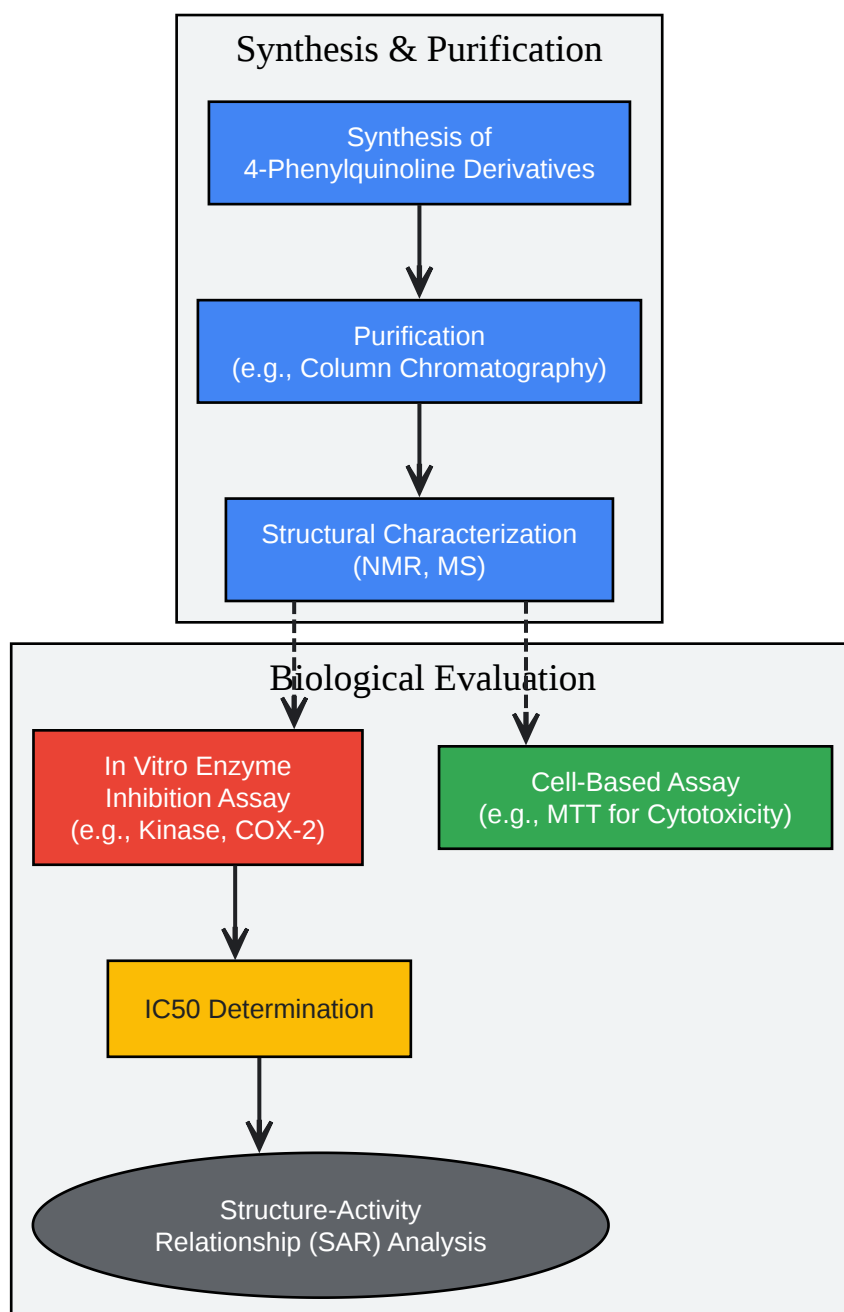 Synthesis & Purification
Synthesis of
4-Phenylquinoline Derivatives
Purification
(e.g., Column Chromatography)
Structural Characterization
(NMR, MS)
Biological Evaluation
In Vitro Enzyme
Inhibition Assay
(e.g., Kinase, COX-2)
Cell-Based Assay
(e.g., MTT for Cytotoxicity)
IC50 Determination
Structure-Activity
Relationship (SAR) Analysis